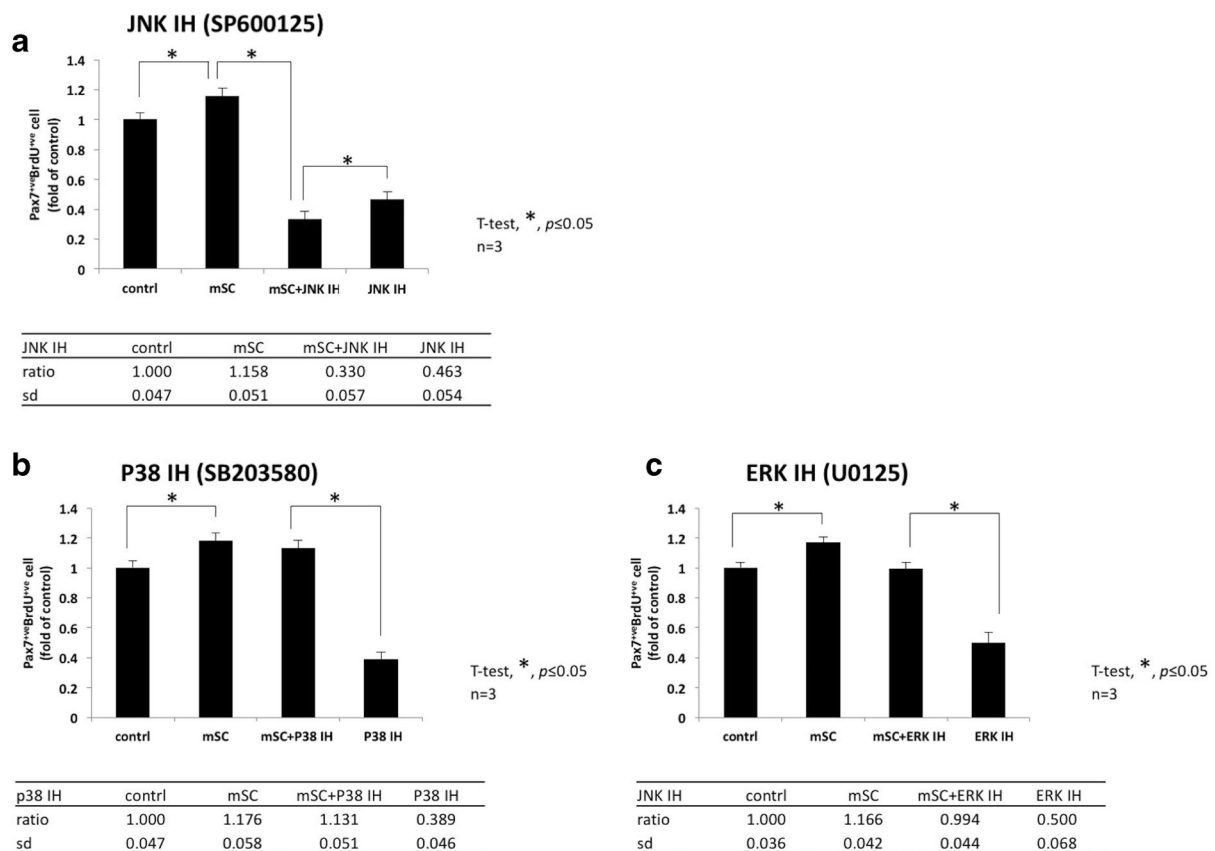 a
JNK IH (SP600125)
Pax7+veBrdU+ve cell
(fold of control)
1.4
1.2
1
0.8
0.6
0.4
0.2
0
* *
*
contrl mSC mSC+JNK IH JNK IH
T-test, *, p≤0.05
n=3
JNK IH contrl mSC mSC+JNK IH JNK IH
ratio 1.000 1.158 0.330 0.463
sd 0.047 0.051 0.057 0.054
b
P38 IH (SB203580)
Pax7+veBrdU+ve cell
(fold of control)
1.4
1.2
1
0.8
0.6
0.4
0.2
0
* *
contrl mSC mSC+P38 IH P38 IH
T-test, *, p≤0.05
n=3
p38 IH contrl mSC mSC+P38 IH P38 IH
ratio 1.000 1.176 1.131 0.389
sd 0.047 0.058 0.051 0.046
c
ERK IH (U0125)
Pax7+veBrdU+ve cell
(fold of control)
1.4
1.2
1
0.8
0.6
0.4
0.2
0
* *
contrl mSC mSC+ERK IH ERK IH
T-test, *, p≤0.05
n=3
JNK IH contrl mSC mSC+ERK IH ERK IH
ratio 1.000 1.166 0.994 0.500
sd 0.036 0.042 0.044 0.068